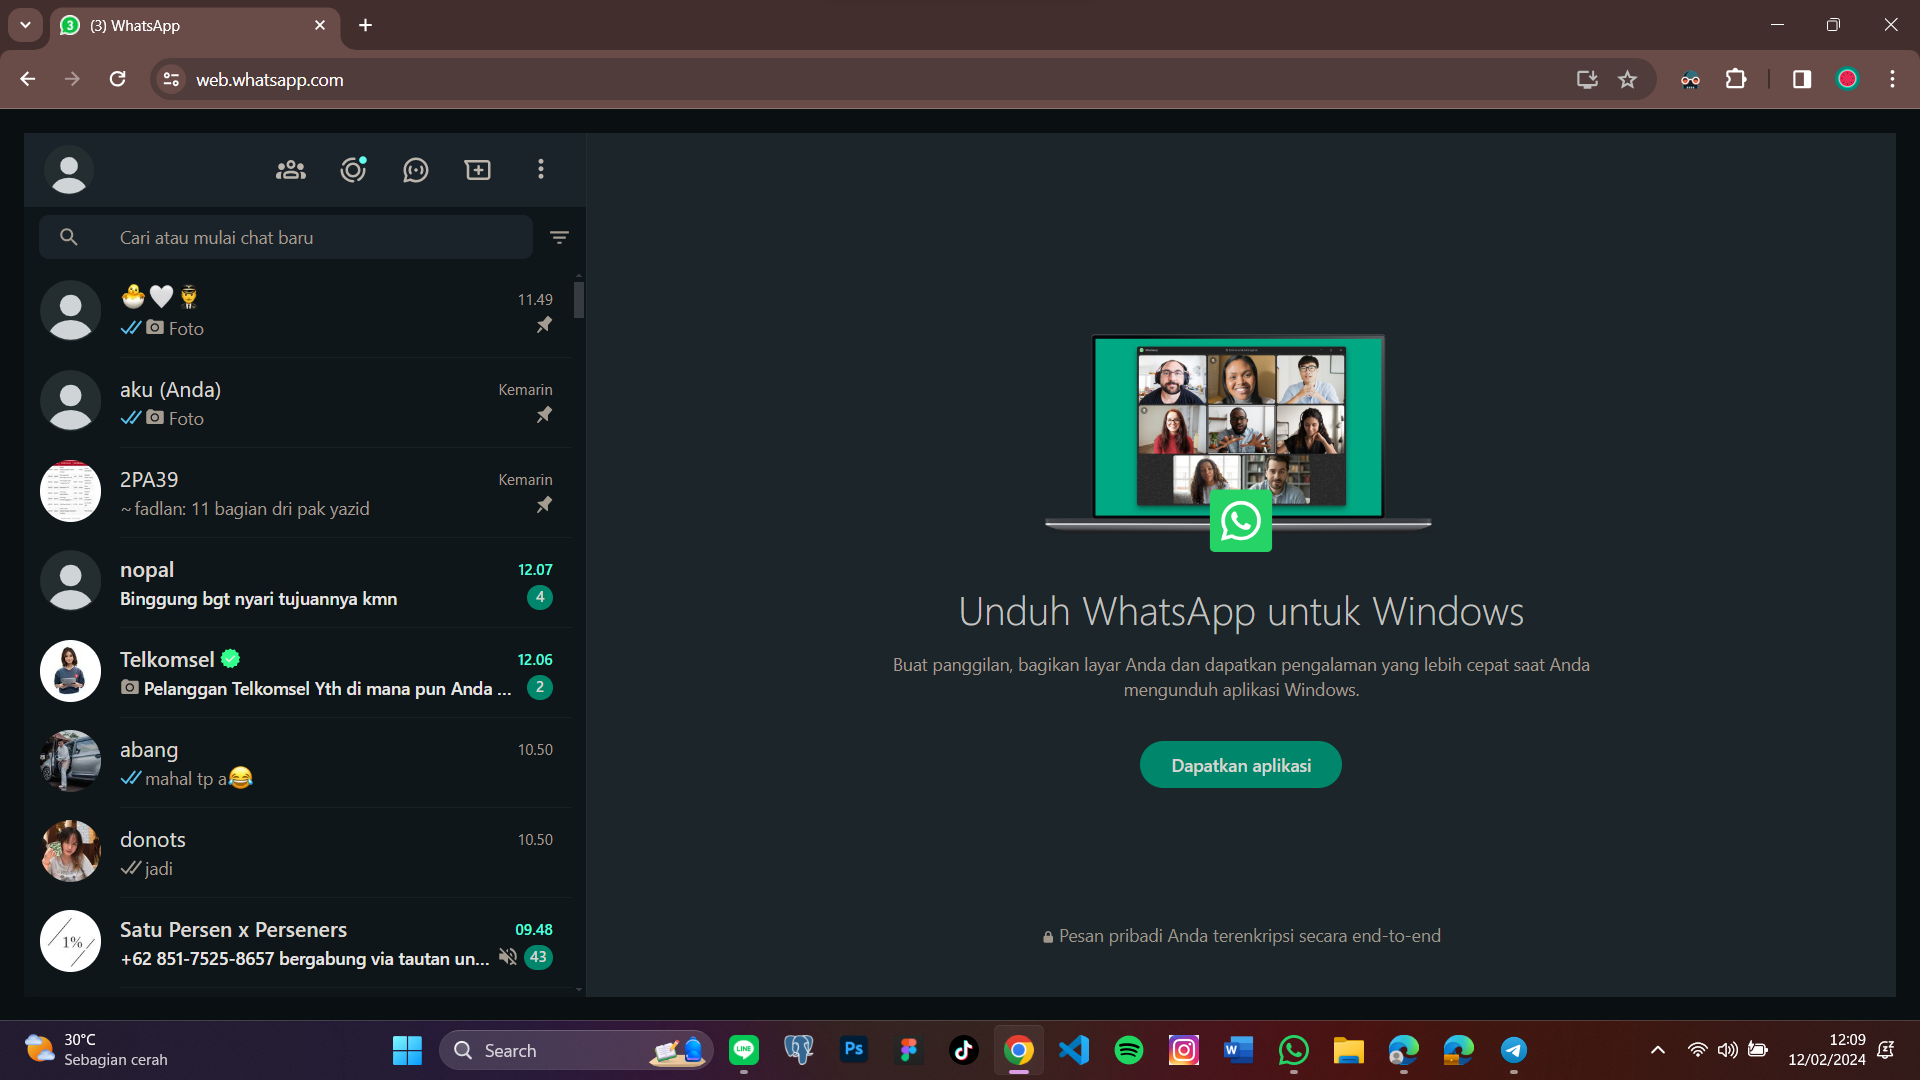 (3) WhatsApp
web.whatsapp.com
Cari atau mulai chat baru
11.49
Foto
aku (Anda)
Kemarin
Foto
2PA39
Kemarin
~ fadlan: 11 bagian dri pak yazid
nopal
12.07
Binggung bgt nyari tujuannya kmn
4
Telkomsel
12.06
Pelanggan Telkomsel Yth di mana pun Anda ...
2
abang
10.50
mahal tp a😂
donots
10.50
jadi
1%
Satu Persen x Perseners
09.48
+62 851-7525-8657 bergabung via tautan un...
43
Unduh WhatsApp untuk Windows
Buat panggilan, bagikan layar Anda dan dapatkan pengalaman yang lebih cepat saat Anda
mengunduh aplikasi Windows.
Dapatkan aplikasi
Pesan pribadi Anda terenkripsi secara end-to-end
30°C
Sebagian cerah
Search
LINE
Ps
W
12:09
12/02/2024